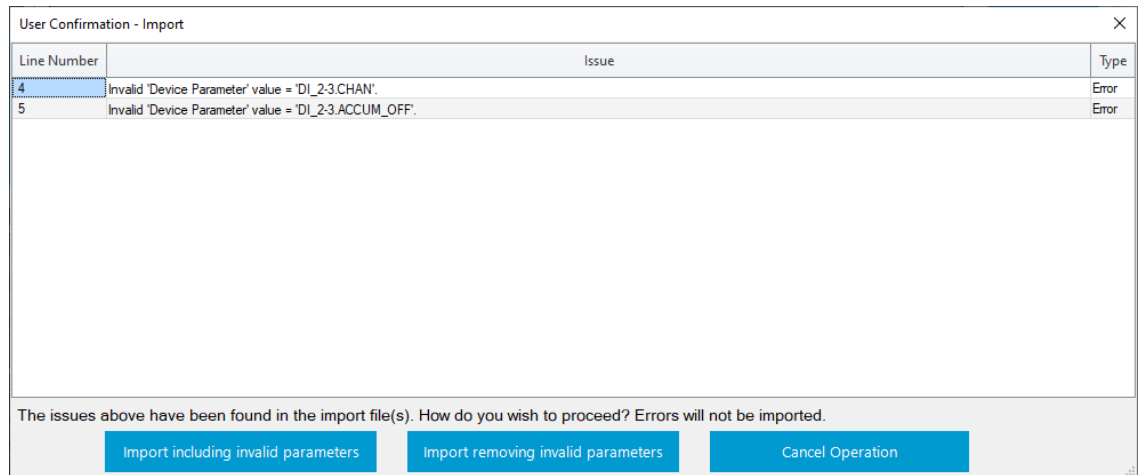 User Confirmation - Import
Line Number Issue Type
4 Invalid 'Device Parameter' value = 'DI_2-3.CHAN'. Error
5 Invalid 'Device Parameter' value = 'DI_2-3.ACCUM_OFF'. Error
The issues above have been found in the import file(s). How do you wish to proceed? Errors will not be imported.
Import including invalid parameters Import removing invalid parameters Cancel Operation